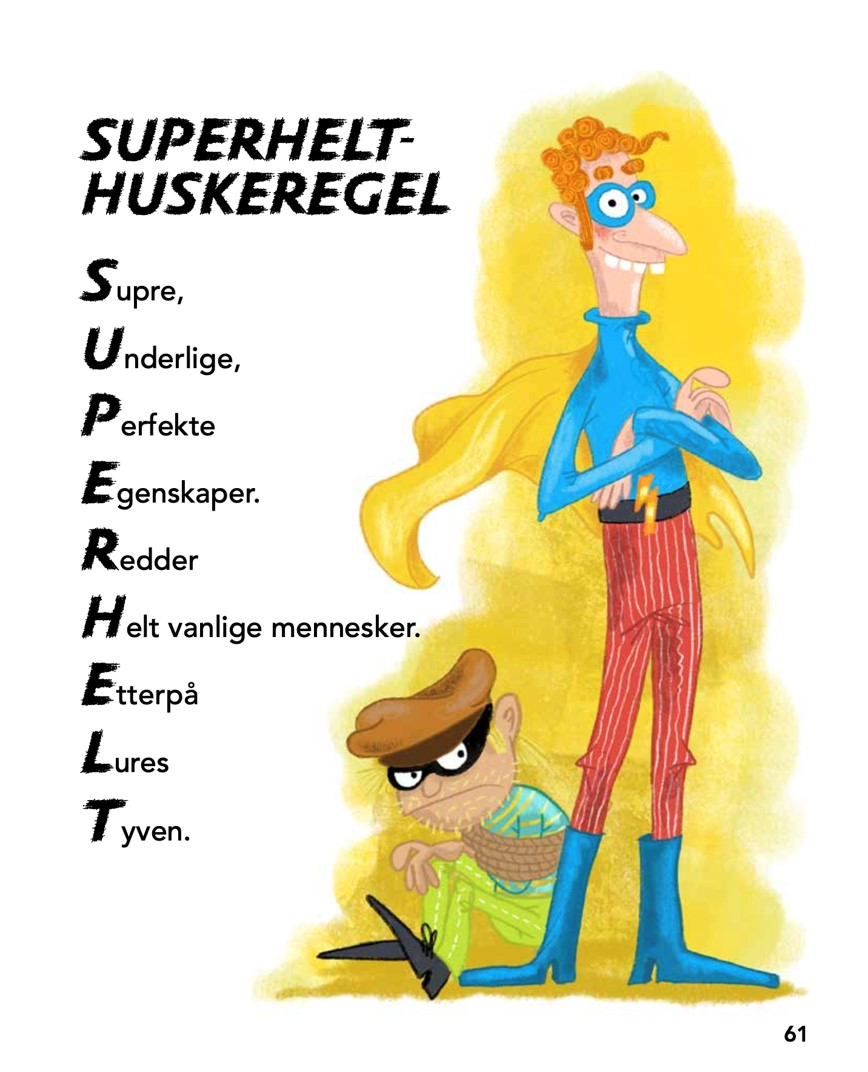 SUPERHELT-
HUSKEREGEL
Supre,
Underlige,
Perfekte
Egenskaper.
Redder
Helt vanlige mennesker.
Etterpå
Lures
Tyven.
61